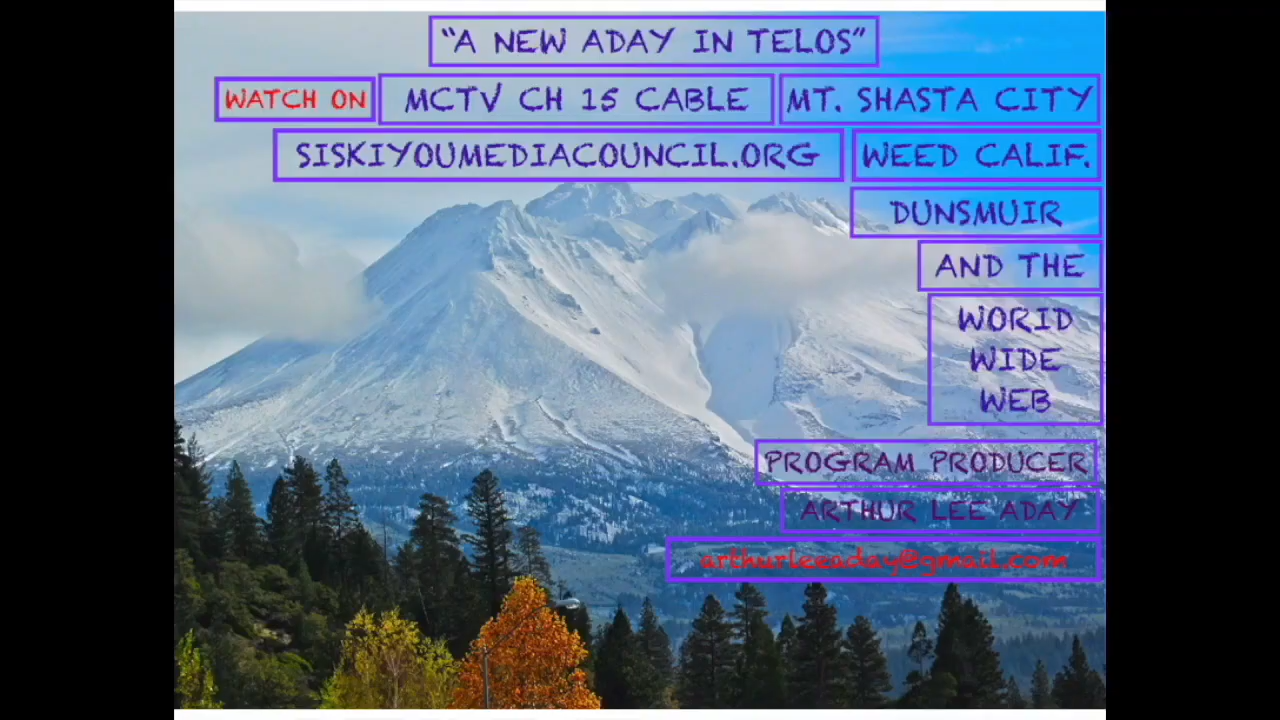 “A NEW ADAY IN TELOS”
WATCH ON MCTV CH 15 CABLE MT. SHASTA CITY
SISKIYOUMEDIACOUNCIL.ORG WEED CALIF.
DUNSMUIR
AND THE
WORID
WIDE
WEB
PROGRAM PRODUCER
ARTHUR LEE ADAY
arthurleeaday@gmail.com